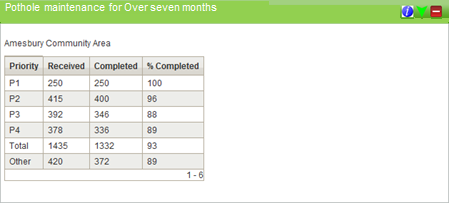 Pothole maintenance for Over seven months
Amesbury Community Area
Priority Received Completed % Completed
P1 250 250 100
P2 415 400 96
P3 392 346 88
P4 378 336 89
Total 1435 1332 93
Other 420 372 89
1 - 6